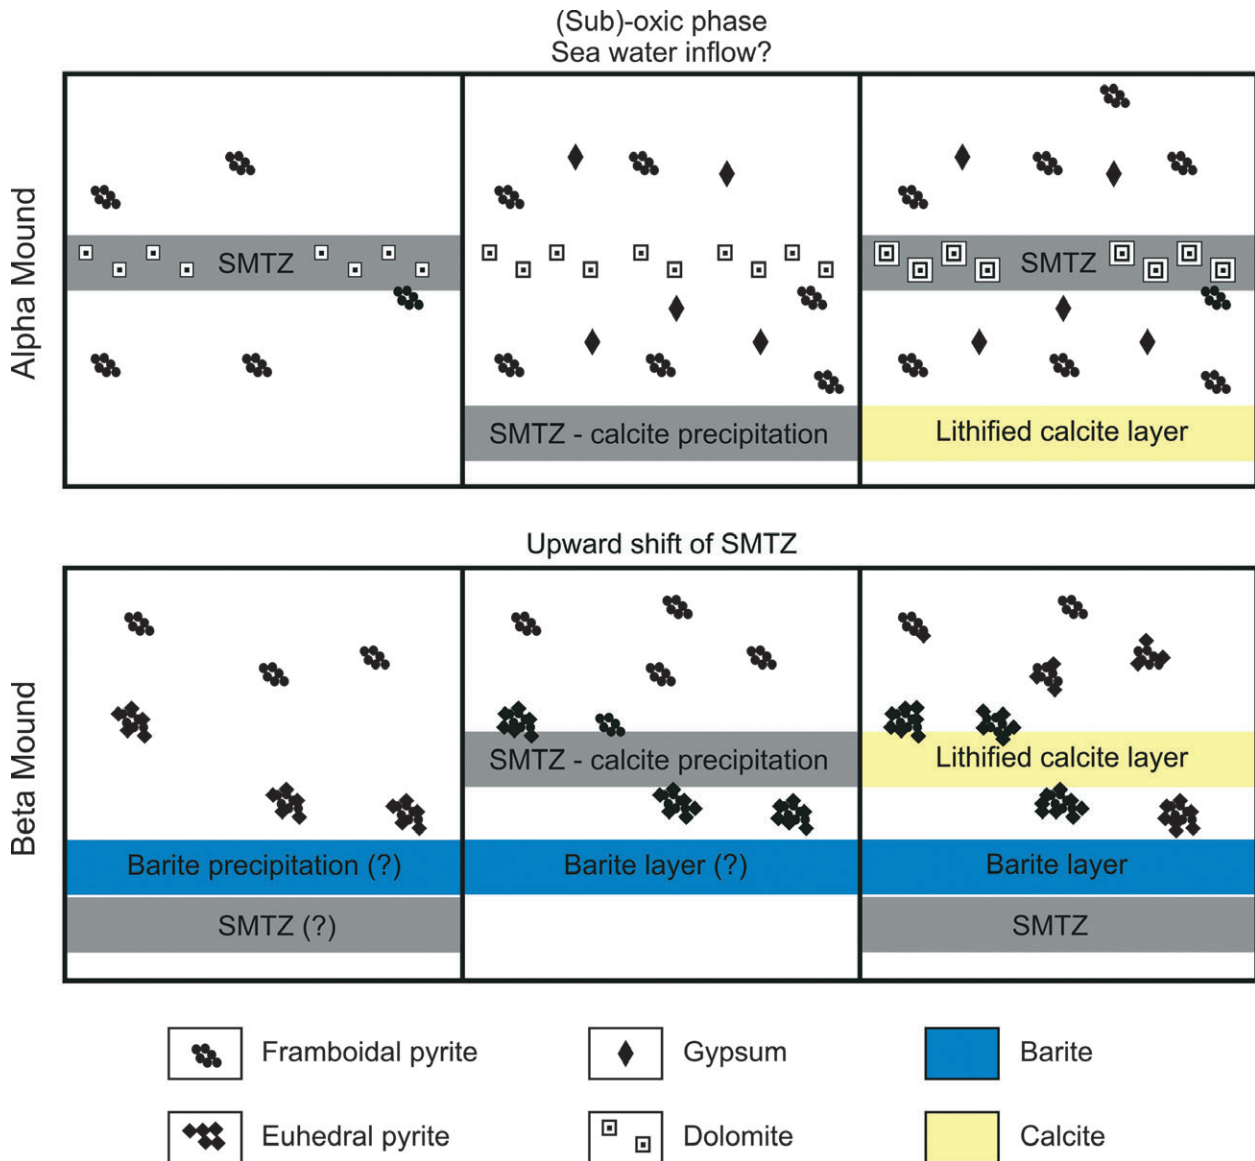 (Sub)-oxic phase
Sea water inflow?
Alpha Mound
SMTZ
SMTZ
SMTZ - calcite precipitation
Lithified calcite layer
Upward shift of SMTZ
Beta Mound
SMTZ - calcite precipitation
Lithified calcite layer
Barite precipitation (?)
Barite layer (?)
Barite layer
SMTZ (?)
SMTZ
Framboidal pyrite
Gypsum
Barite
Euhedral pyrite
Dolomite
Calcite